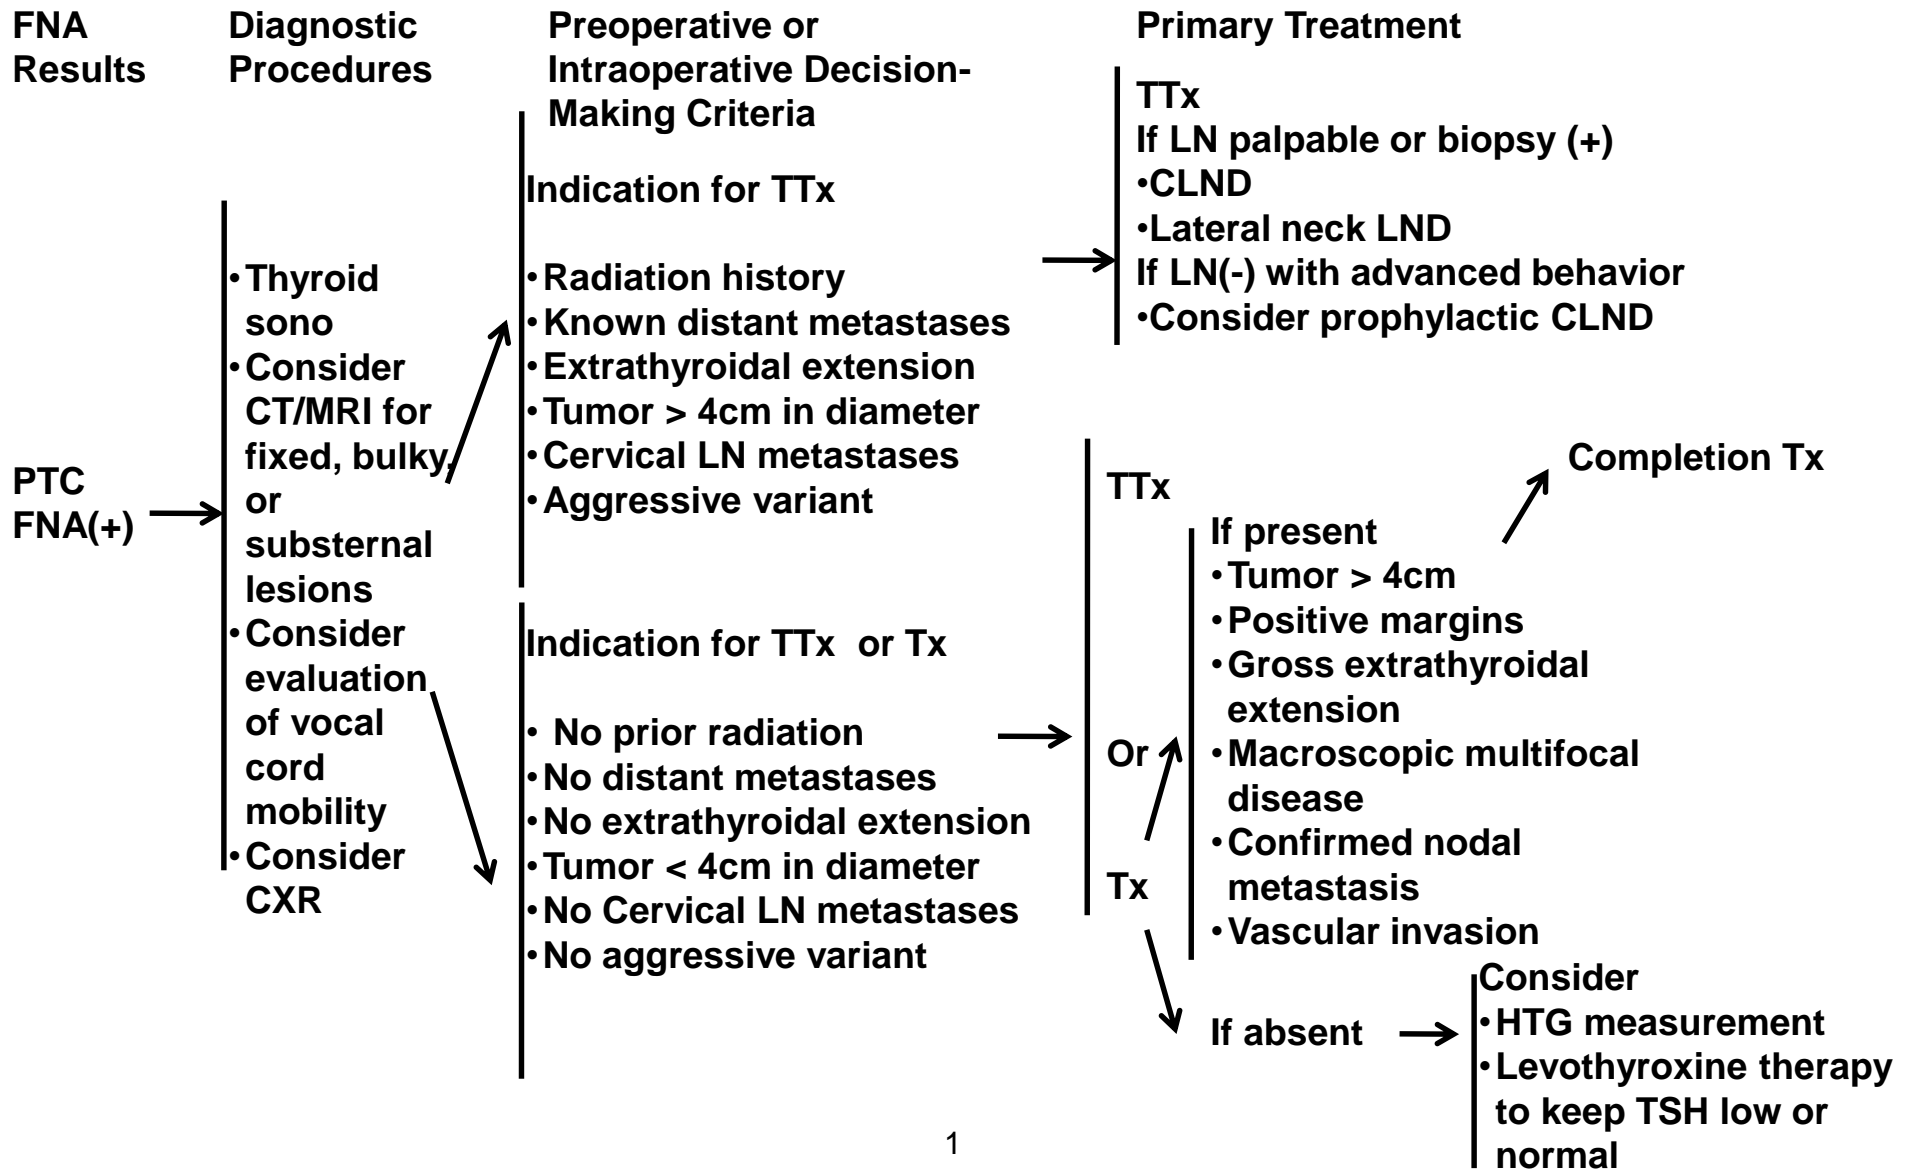 FNA
Results
Diagnostic
Procedures
Preoperative or
Intraoperative Decision-
Making Criteria
Primary Treatment
PTC
FNA(+)
•Thyroid
sono
•Consider
CT/MRI for
fixed, bulky,
or
substernal
lesions
•Consider
evaluation
of vocal
cord
mobility
•Consider
CXR
Indication for TTx
•Radiation history
•Known distant metastases
•Extrathyroidal extension
•Tumor > 4cm in diameter
•Cervical LN metastases
•Aggressive variant
Indication for TTx or Tx
• No prior radiation
•No distant metastases
•No extrathyroidal extension
•Tumor < 4cm in diameter
•No Cervical LN metastases
•No aggressive variant
TTx
If LN palpable or biopsy (+)
•CLND
•Lateral neck LND
If LN(-) with advanced behavior
•Consider prophylactic CLND
TTx
Or
Tx
If present
•Tumor > 4cm
•Positive margins
•Gross extrathyroidal
extension
•Macroscopic multifocal
disease
•Confirmed nodal
metastasis
•Vascular invasion
Completion Tx
If absent
Consider
•HTG measurement
•Levothyroxine therapy
to keep TSH low or
normal
1